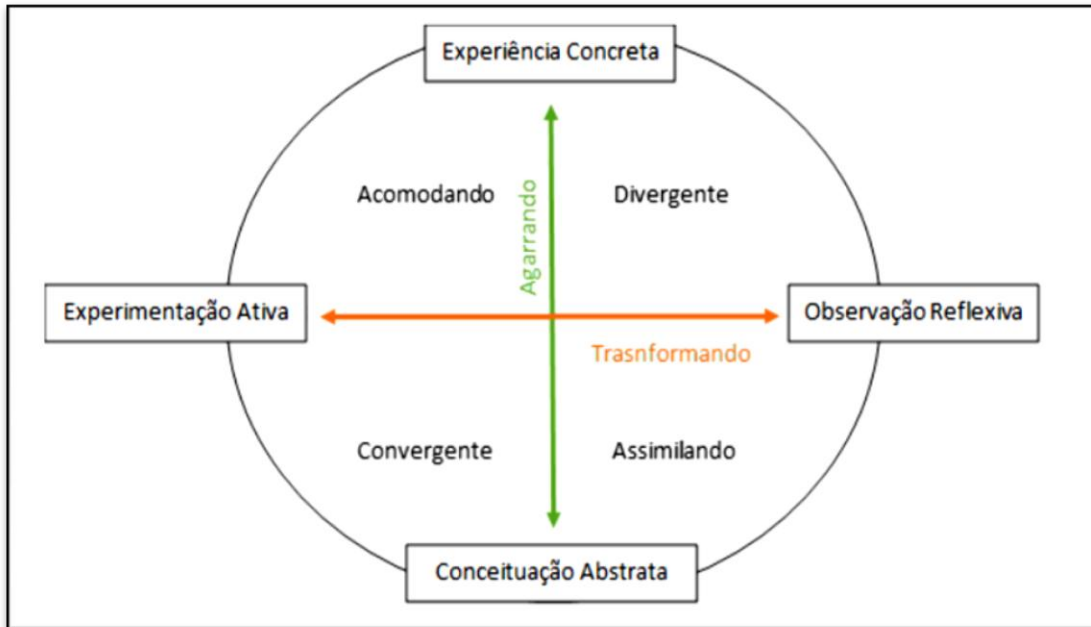 Experiência Concreta
Acomodando
Agarrando
Divergente
Experimentação Ativa
Observação Reflexiva
Trasnformando
Convergente
Assimilando
Conceituação Abstrata